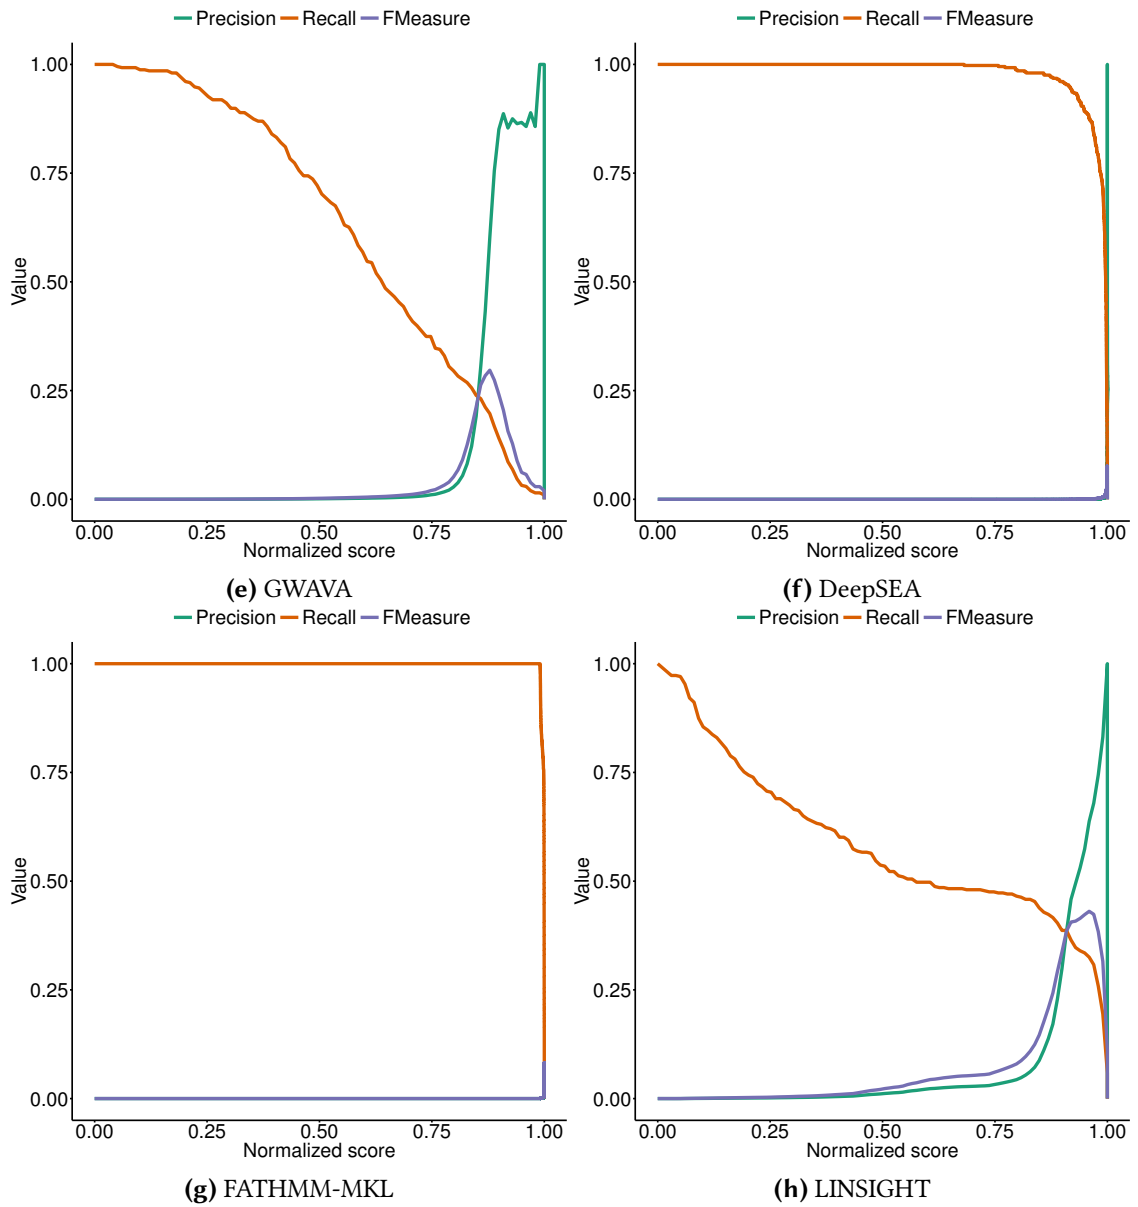 Precision Recall FMeasure
1.00
0.75
0.50
0.25
0.00
Value
0.00 0.25 0.50 0.75 1.00
Normalized score
(e) GWAVA
Precision Recall FMeasure
1.00
0.75
0.50
0.25
0.00
Value
0.00 0.25 0.50 0.75 1.00
Normalized score
(f) DeepSEA
Precision Recall FMeasure
1.00
0.75
0.50
0.25
0.00
Value
0.00 0.25 0.50 0.75 1.00
Normalized score
(g) FATHMM-MKL
Precision Recall FMeasure
1.00
0.75
0.50
0.25
0.00
Value
0.00 0.25 0.50 0.75 1.00
Normalized score
(h) LINSIGHT